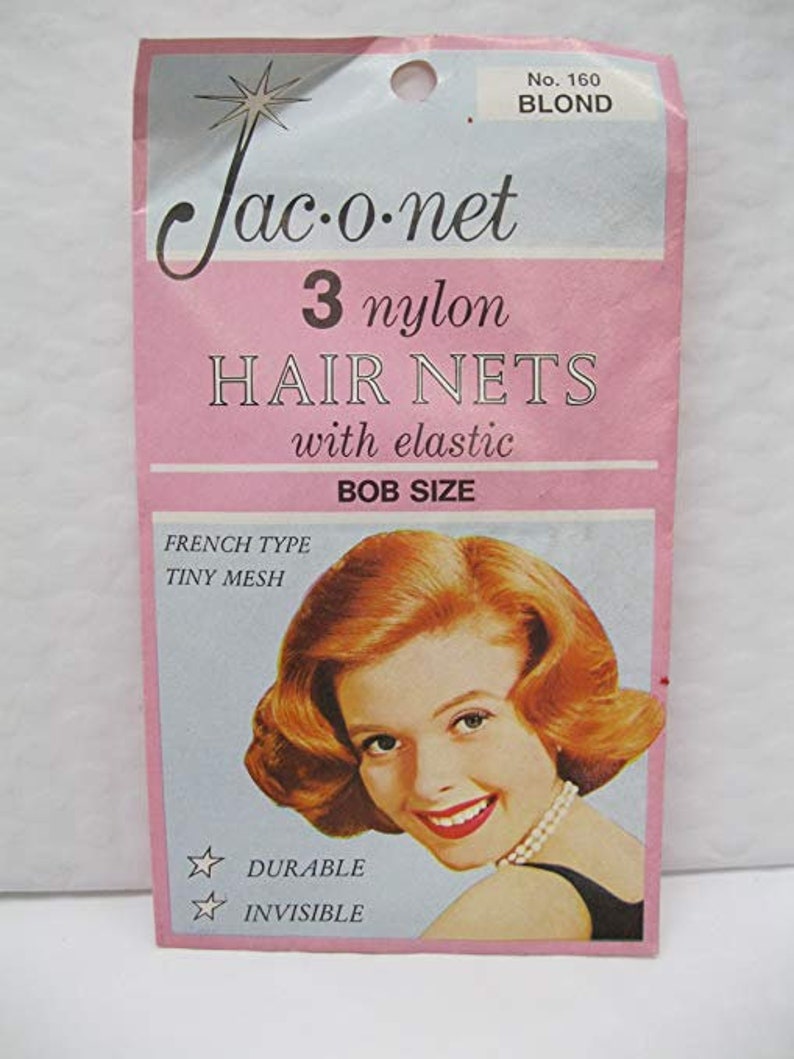 No. 160
BLOND
Jac·o·net
3 nylon
HAIR NETS
with elastic
BOB SIZE
FRENCH TYPE
TINY MESH
DURABLE
INVISIBLE